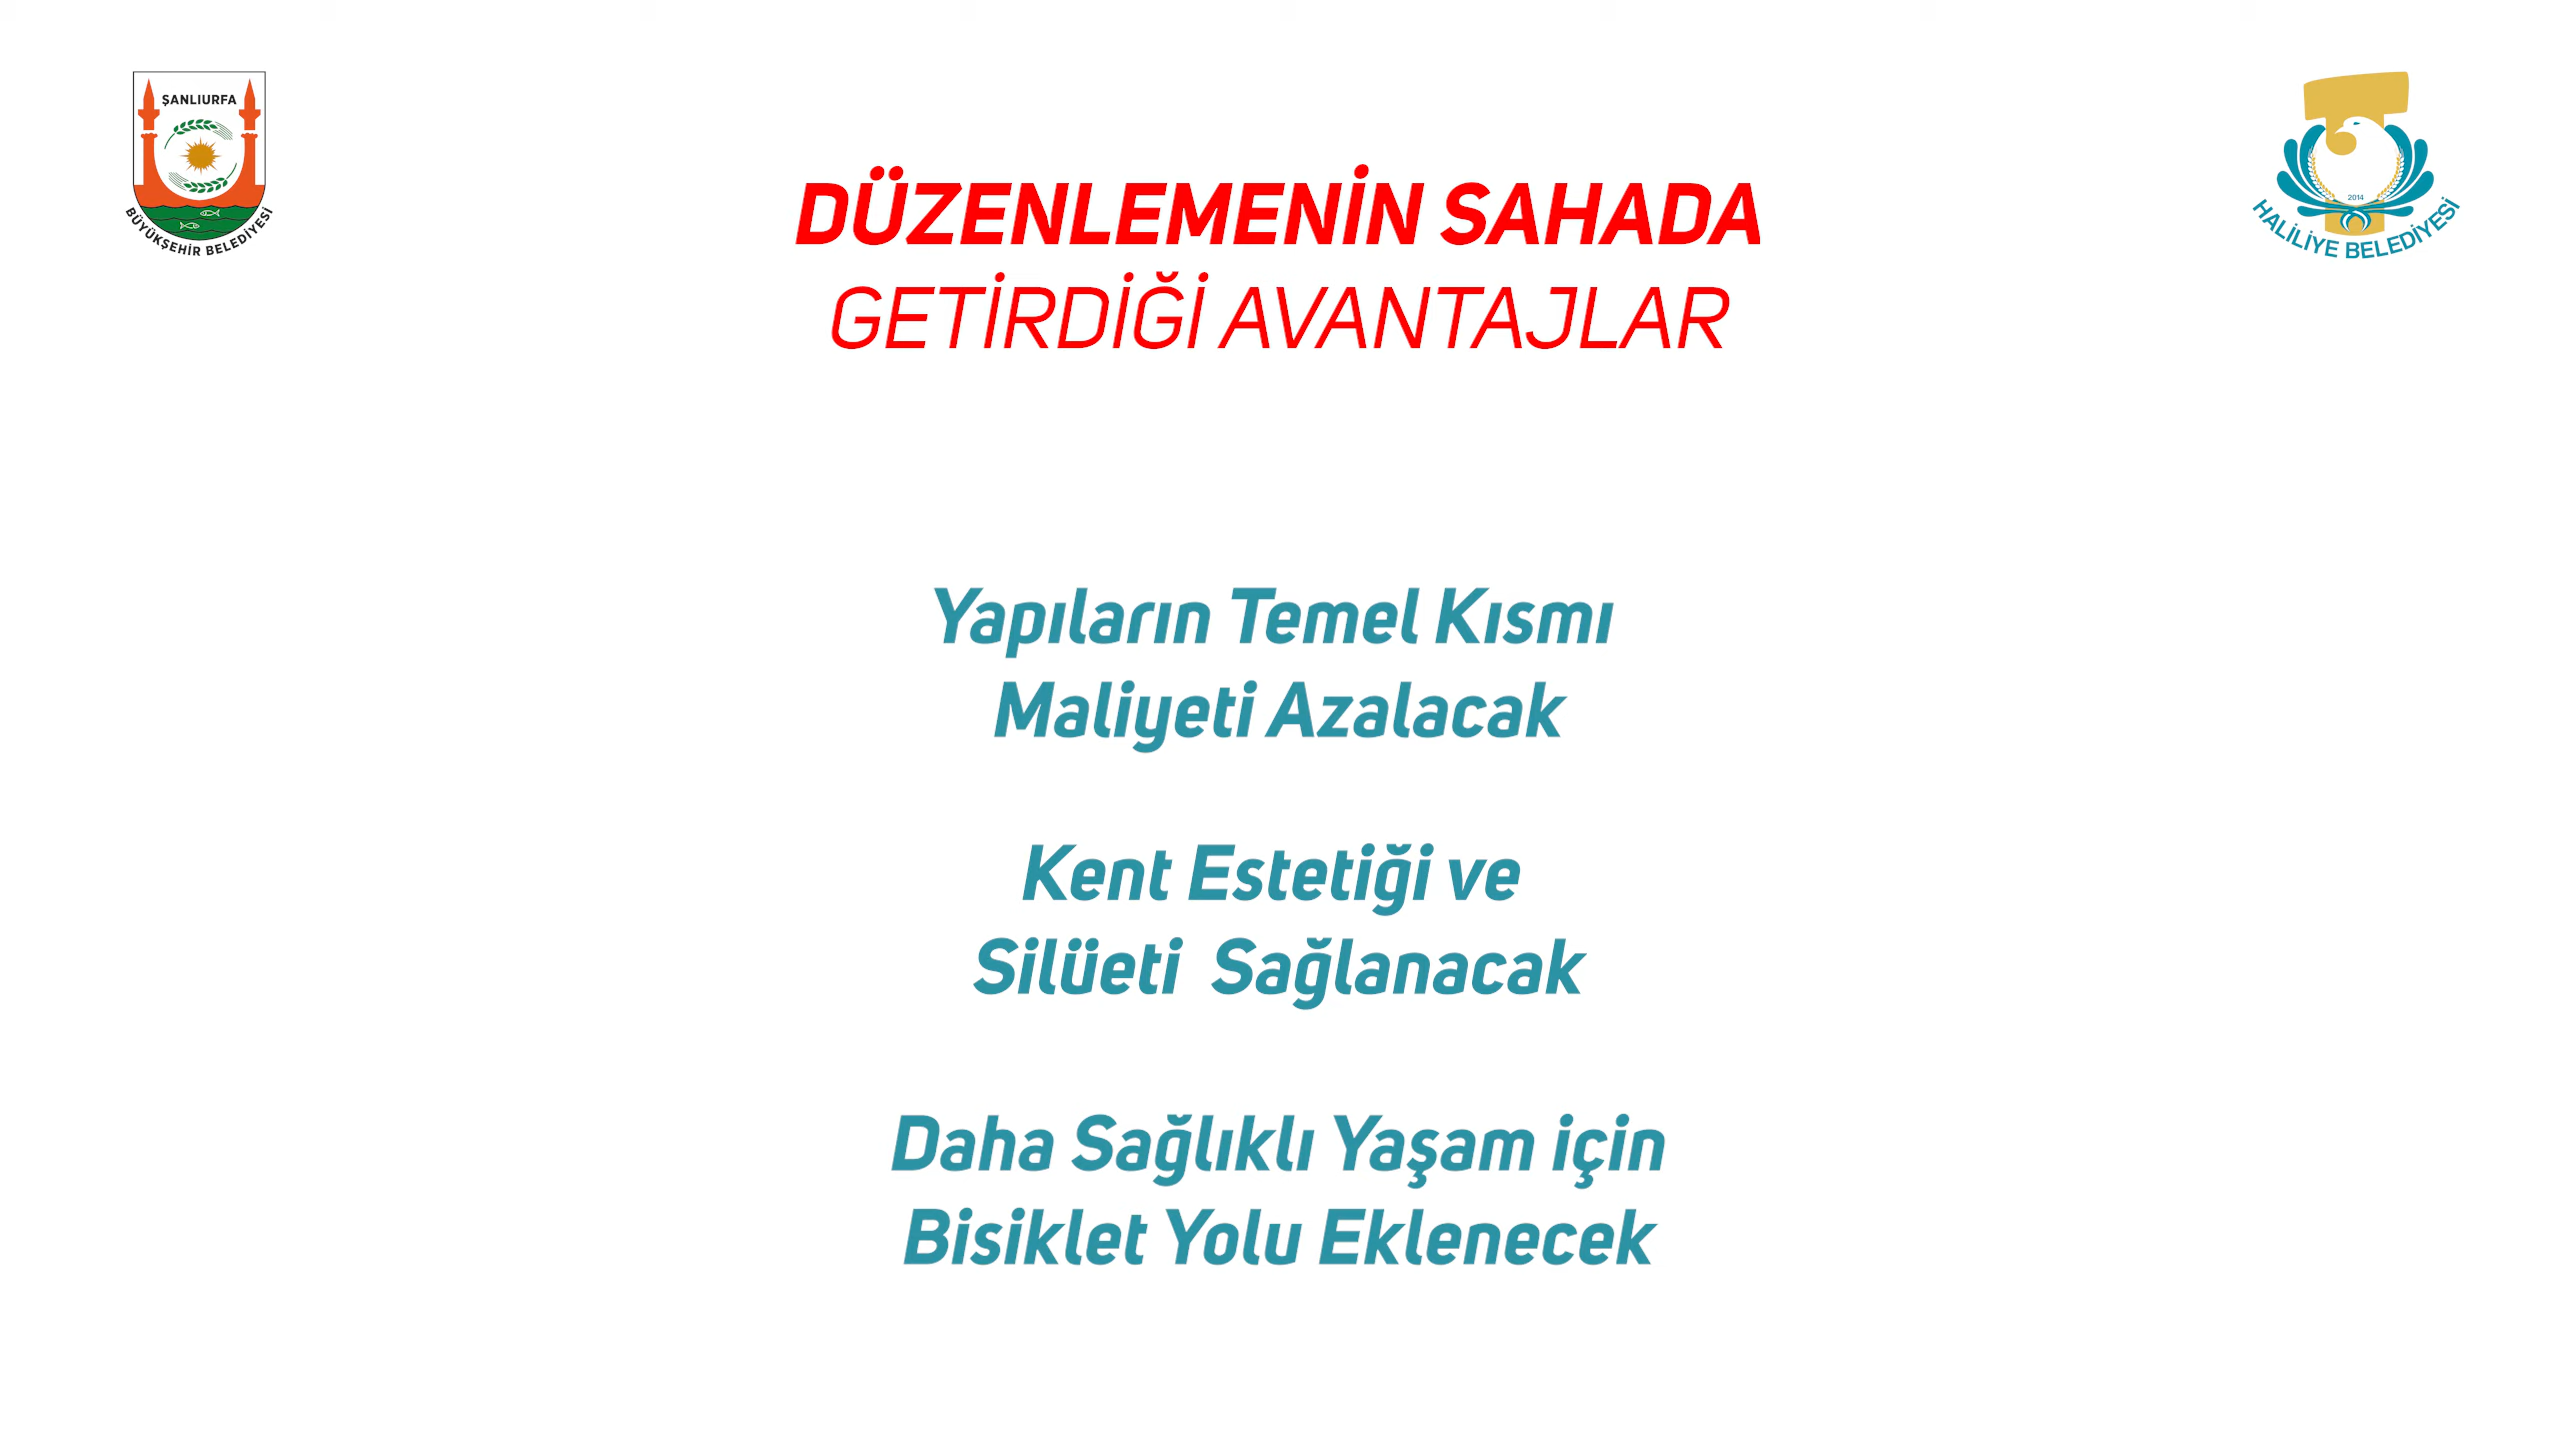 ŞANLIURFA
BÜYÜKŞEHİR BELEDİYESİ
2014
HALİLİYE BELEDİYESİ
DÜZENLEMENİN SAHADA
GETİRDİĞİ AVANTAJLAR
Yapıların Temel Kısmı
Maliyeti Azalacak
Kent Estetiği ve
Silüeti  Sağlanacak
Daha Sağlıklı Yaşam için
Bisiklet Yolu Eklenecek